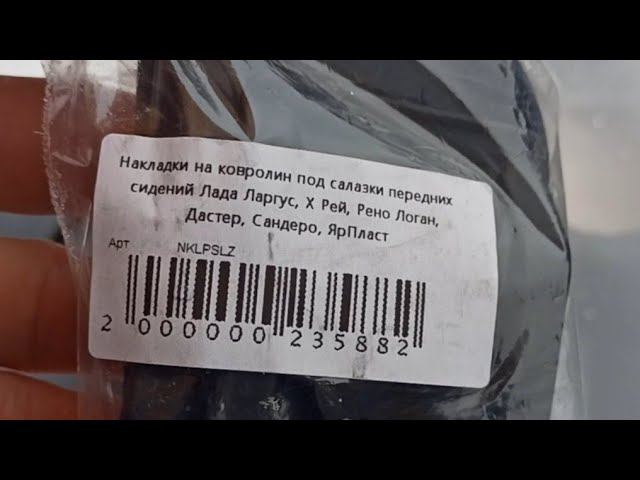 Накладки на ковролин под салазки передних
сидений Лада Ларгус, Х Рей, Рено Логан,
Дастер, Сандеро, ЯрПласт
Арт NKLPSLZ
2 000000 235882